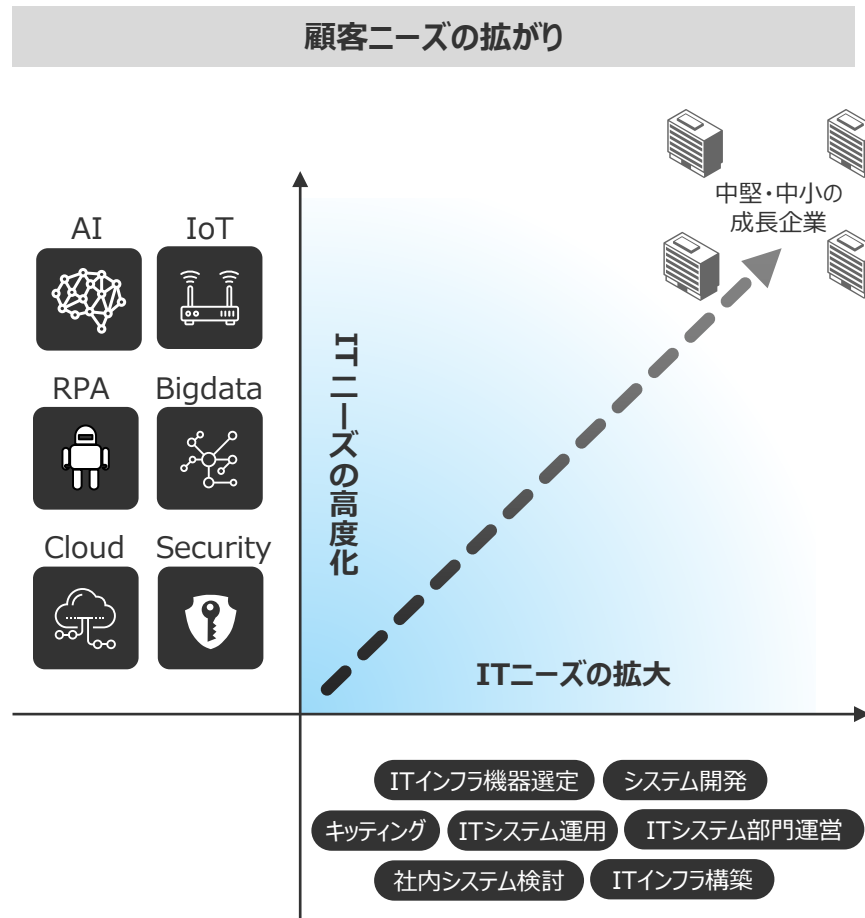 顧客ニーズの拡がり
中堅・中小の
成長企業
AI
IoT
RPA
Bigdata
Cloud
Security
ITニーズの高度化
ITニーズの拡大
ITインフラ機器選定
システム開発
キッティング
ITシステム運用
ITシステム部門運営
社内システム検討
ITインフラ構築